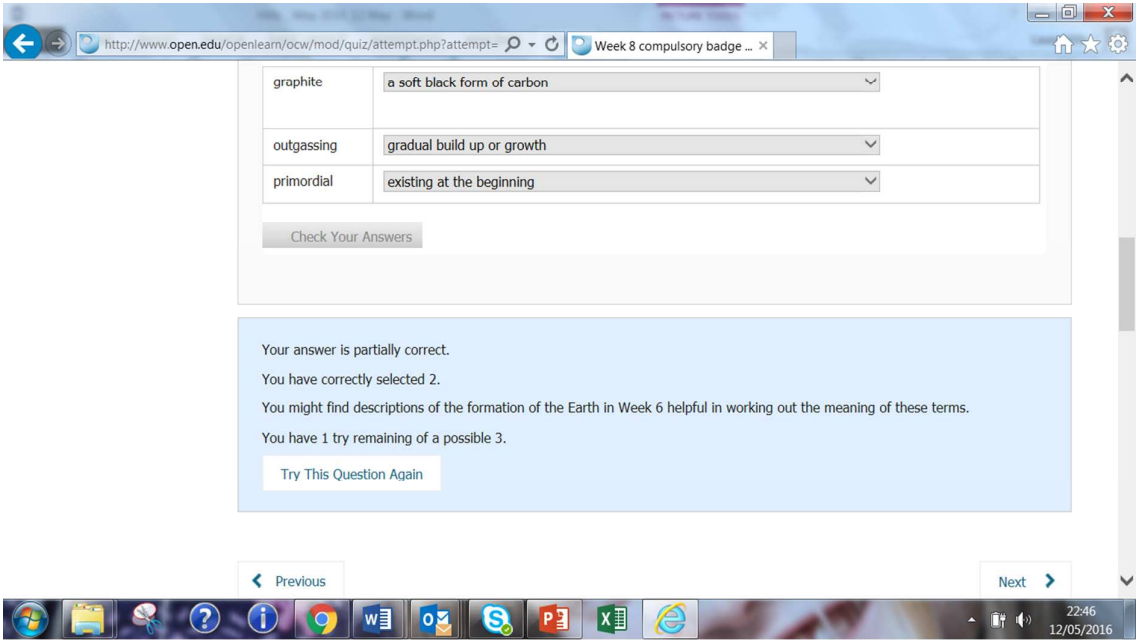 http://www.open.edu/openlearn/ocw/mod/quiz/attempt.php?attempt=
Week 8 compulsory badge ...
graphite a soft black form of carbon
outgassing gradual build up or growth
primordial existing at the beginning
Check Your Answers
Your answer is partially correct.
You have correctly selected 2.
You might find descriptions of the formation of the Earth in Week 6 helpful in working out the meaning of these terms.
You have 1 try remaining of a possible 3.
Try This Question Again
Previous Next
22:46
12/05/2016